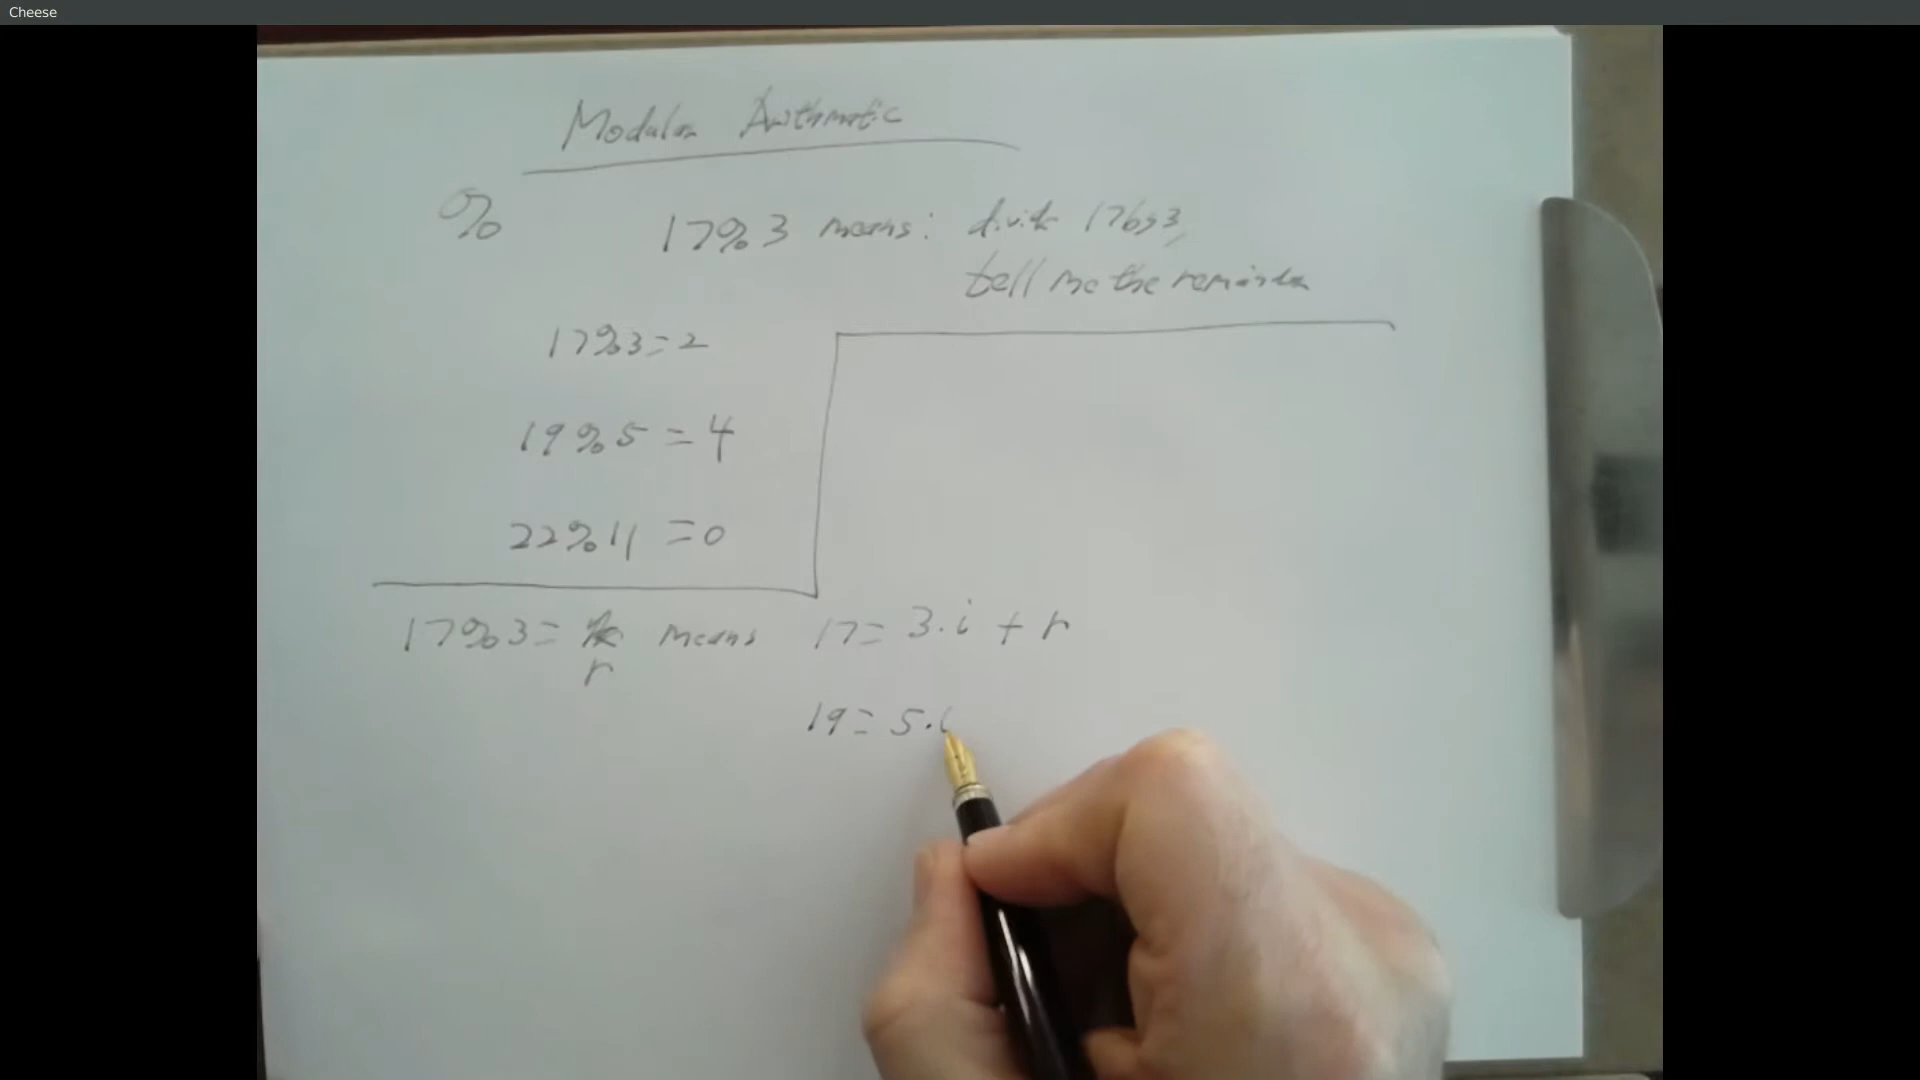 Cheese
Modular Arithmatic
%
17%3 means: divide 17 by 3,
tell me the remainder
17%3=2
19%5=4
22%11=0
17%3= means 17=3.i+r
r
19=5.i